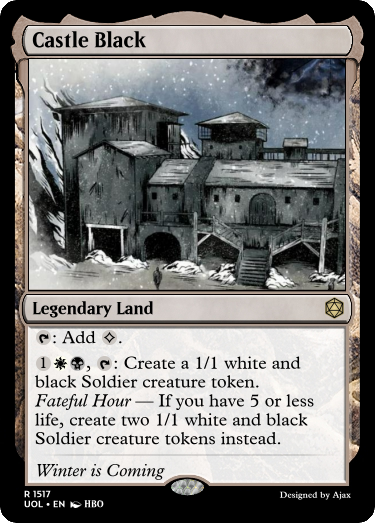 Castle Black
Legendary Land
: Add .
1, : Create a 1/1 white and
black Soldier creature token.
Fateful Hour — If you have 5 or less
life, create two 1/1 white and black
Soldier creature tokens instead.
Winter is Coming
R 1517
UOL • EN HBO
Designed by Ajax